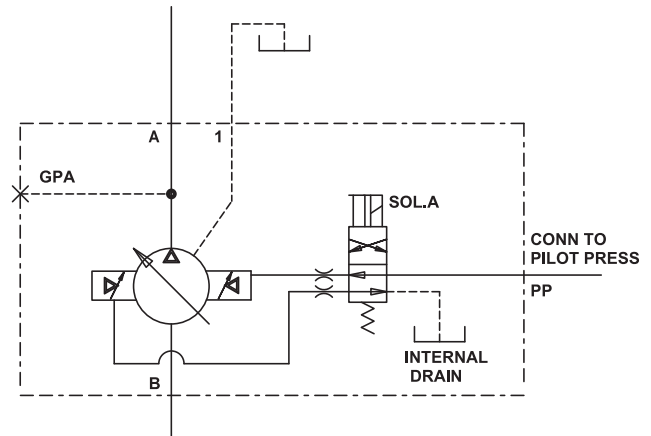 A
1
GPA
SOL.A
CONN TO
PILOT PRESS
PP
INTERNAL
DRAIN
B